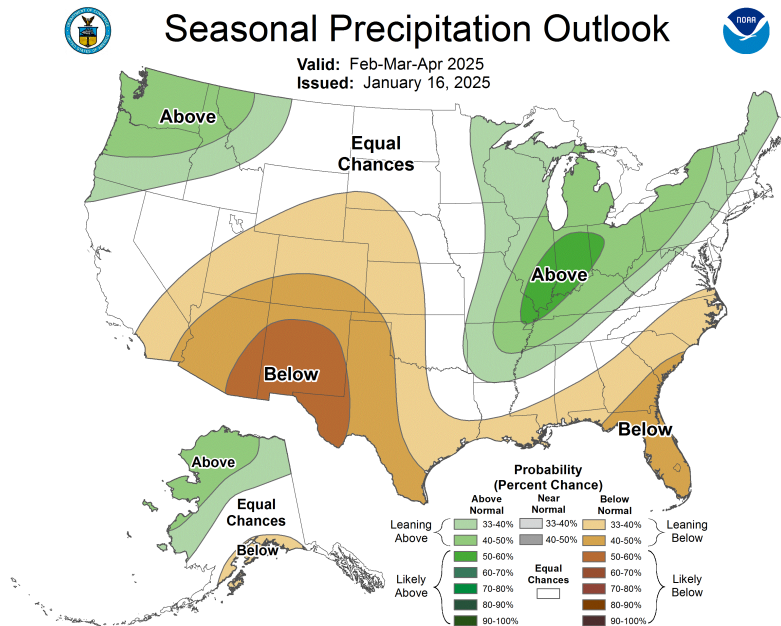 Seasonal Precipitation Outlook
NOAA
Valid: Feb-Mar-Apr 2025
Issued: January 16, 2025
Above
Equal
Chances
Above
Below
Below
Above
Equal
Chances
Below
Probability
(Percent Chance)
Above
Normal
Near
Normal
Below
Normal
Leaning
Above
33-40%
33-40%
33-40%
Leaning
Below
40-50%
40-50%
40-50%
Likely
Above
50-60%
50-60%
Likely
Below
60-70%
60-70%
70-80%
70-80%
80-90%
80-90%
90-100%
90-100%
Equal
Chances